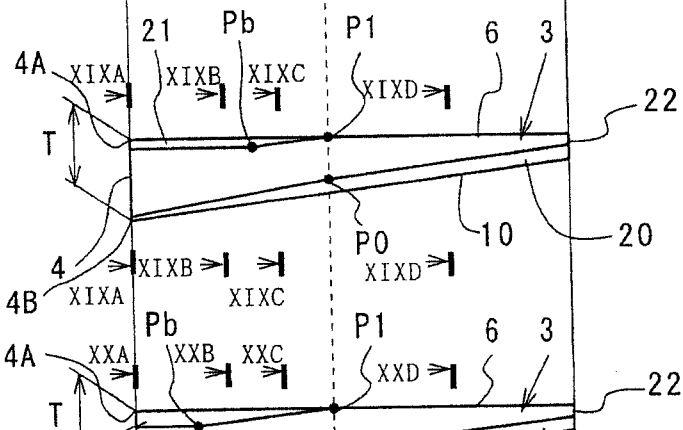 21 Pb P1 6 3
4A XIXA XIXB XIXC XIXD
22
T
P0 10 20
4 XIXB XIXD
4B XIXA XIXC
Pb P1 6 3
4A XXA XXB XXC XXD
22
T